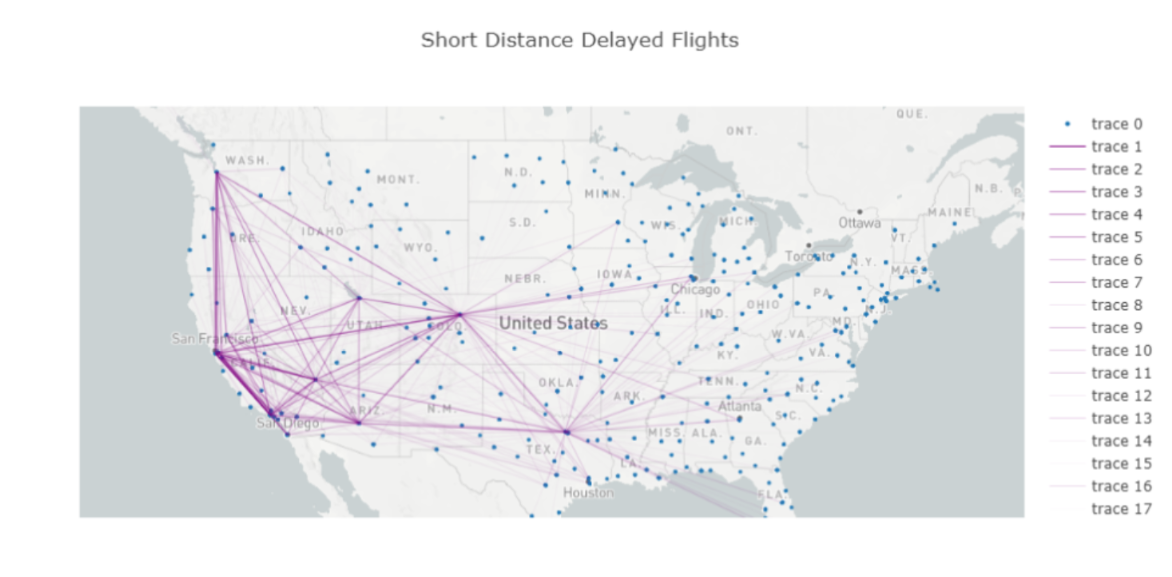 Short Distance Delayed Flights
QUE.
ONT.
WASH.
MONT.
N.D.
MINN.
N.B.
MAINE
Ottawa
ORE.
IDAHO
S.D.
WIS.
MICH.
VT.
WYO.
Toronto
N.Y.
MASS.
NEBR.
IOWA
Chicago
PA.
NEV.
UTAH
COLO.
United States
ILL.
IND.
OHIO
N.J.
MD.
San Francisco
CALIF.
W.VA.
KY.
VA.
OKLA.
ARK.
TENN.
N.C.
San Diego
ARIZ.
N.M.
Atlanta
S.C.
TEX.
MISS.
ALA.
GA.
LA.
Houston
FLA.
trace 0
trace 1
trace 2
trace 3
trace 4
trace 5
trace 6
trace 7
trace 8
trace 9
trace 10
trace 11
trace 12
trace 13
trace 14
trace 15
trace 16
trace 17